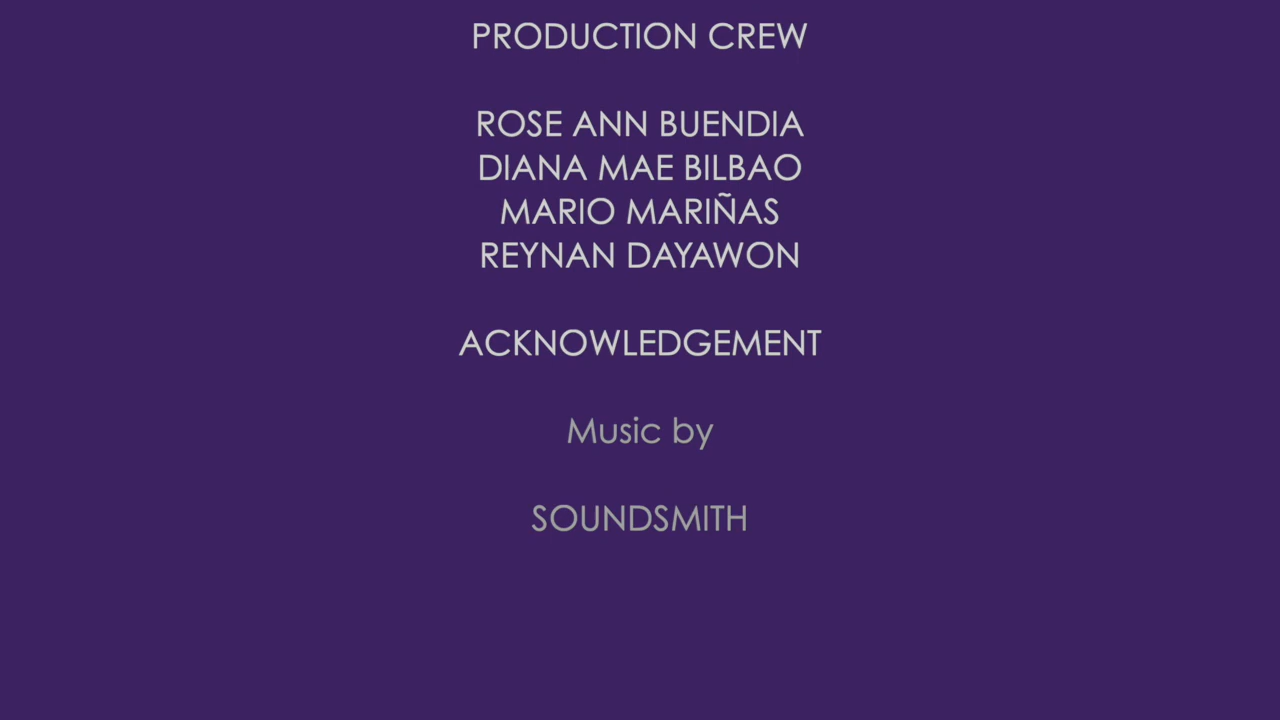 PRODUCTION CREW
ROSE ANN BUENDIA
DIANA MAE BILBAO
MARIO MARIÑAS
REYNAN DAYAWON
ACKNOWLEDGEMENT
Music by
SOUNDSMITH